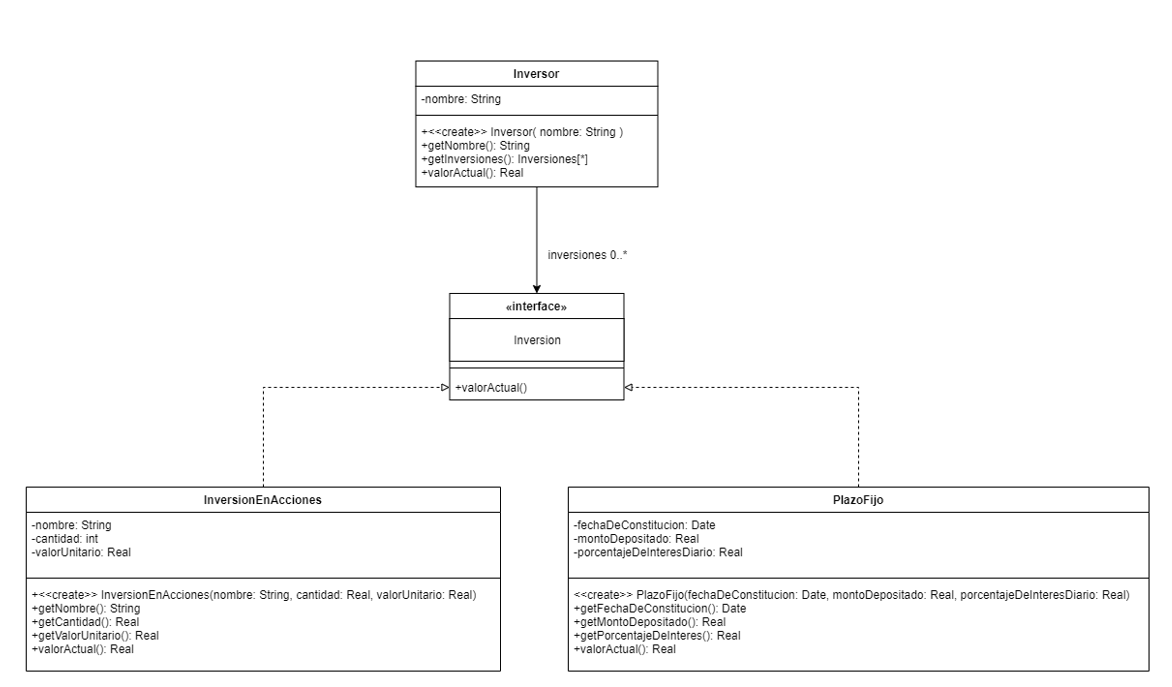 Inversor
-nombre: String
+<<create>> Inversor( nombre: String )
+getNombre(): String
+getInversiones(): Inversiones[*]
+valorActual(): Real
inversiones 0..*
«interface»
Inversion
+valorActual()
InversionEnAcciones
-nombre: String
-cantidad: int
-valorUnitario: Real
+<<create>> InversionEnAcciones(nombre: String, cantidad: Real, valorUnitario: Real)
+getNombre(): String
+getCantidad(): Real
+getValorUnitario(): Real
+valorActual(): Real
PlazoFijo
-fechaDeConstitucion: Date
-montoDepositado: Real
-porcentajeDeInteresDiario: Real
<<create>> PlazoFijo(fechaDeConstitucion: Date, montoDepositado: Real, porcentajeDeInteresDiario: Real)
+getFechaDeConstitucion(): Date
+getMontoDepositado(): Real
+getPorcentajeDeInteres(): Real
+valorActual(): Real